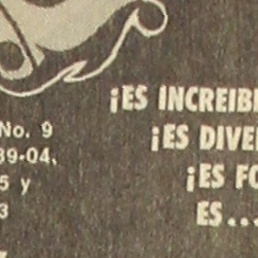 No. 9
39-04,
5 y
3
¡ES INCREIB
¡ES DIVE
¡ES FO
ES...